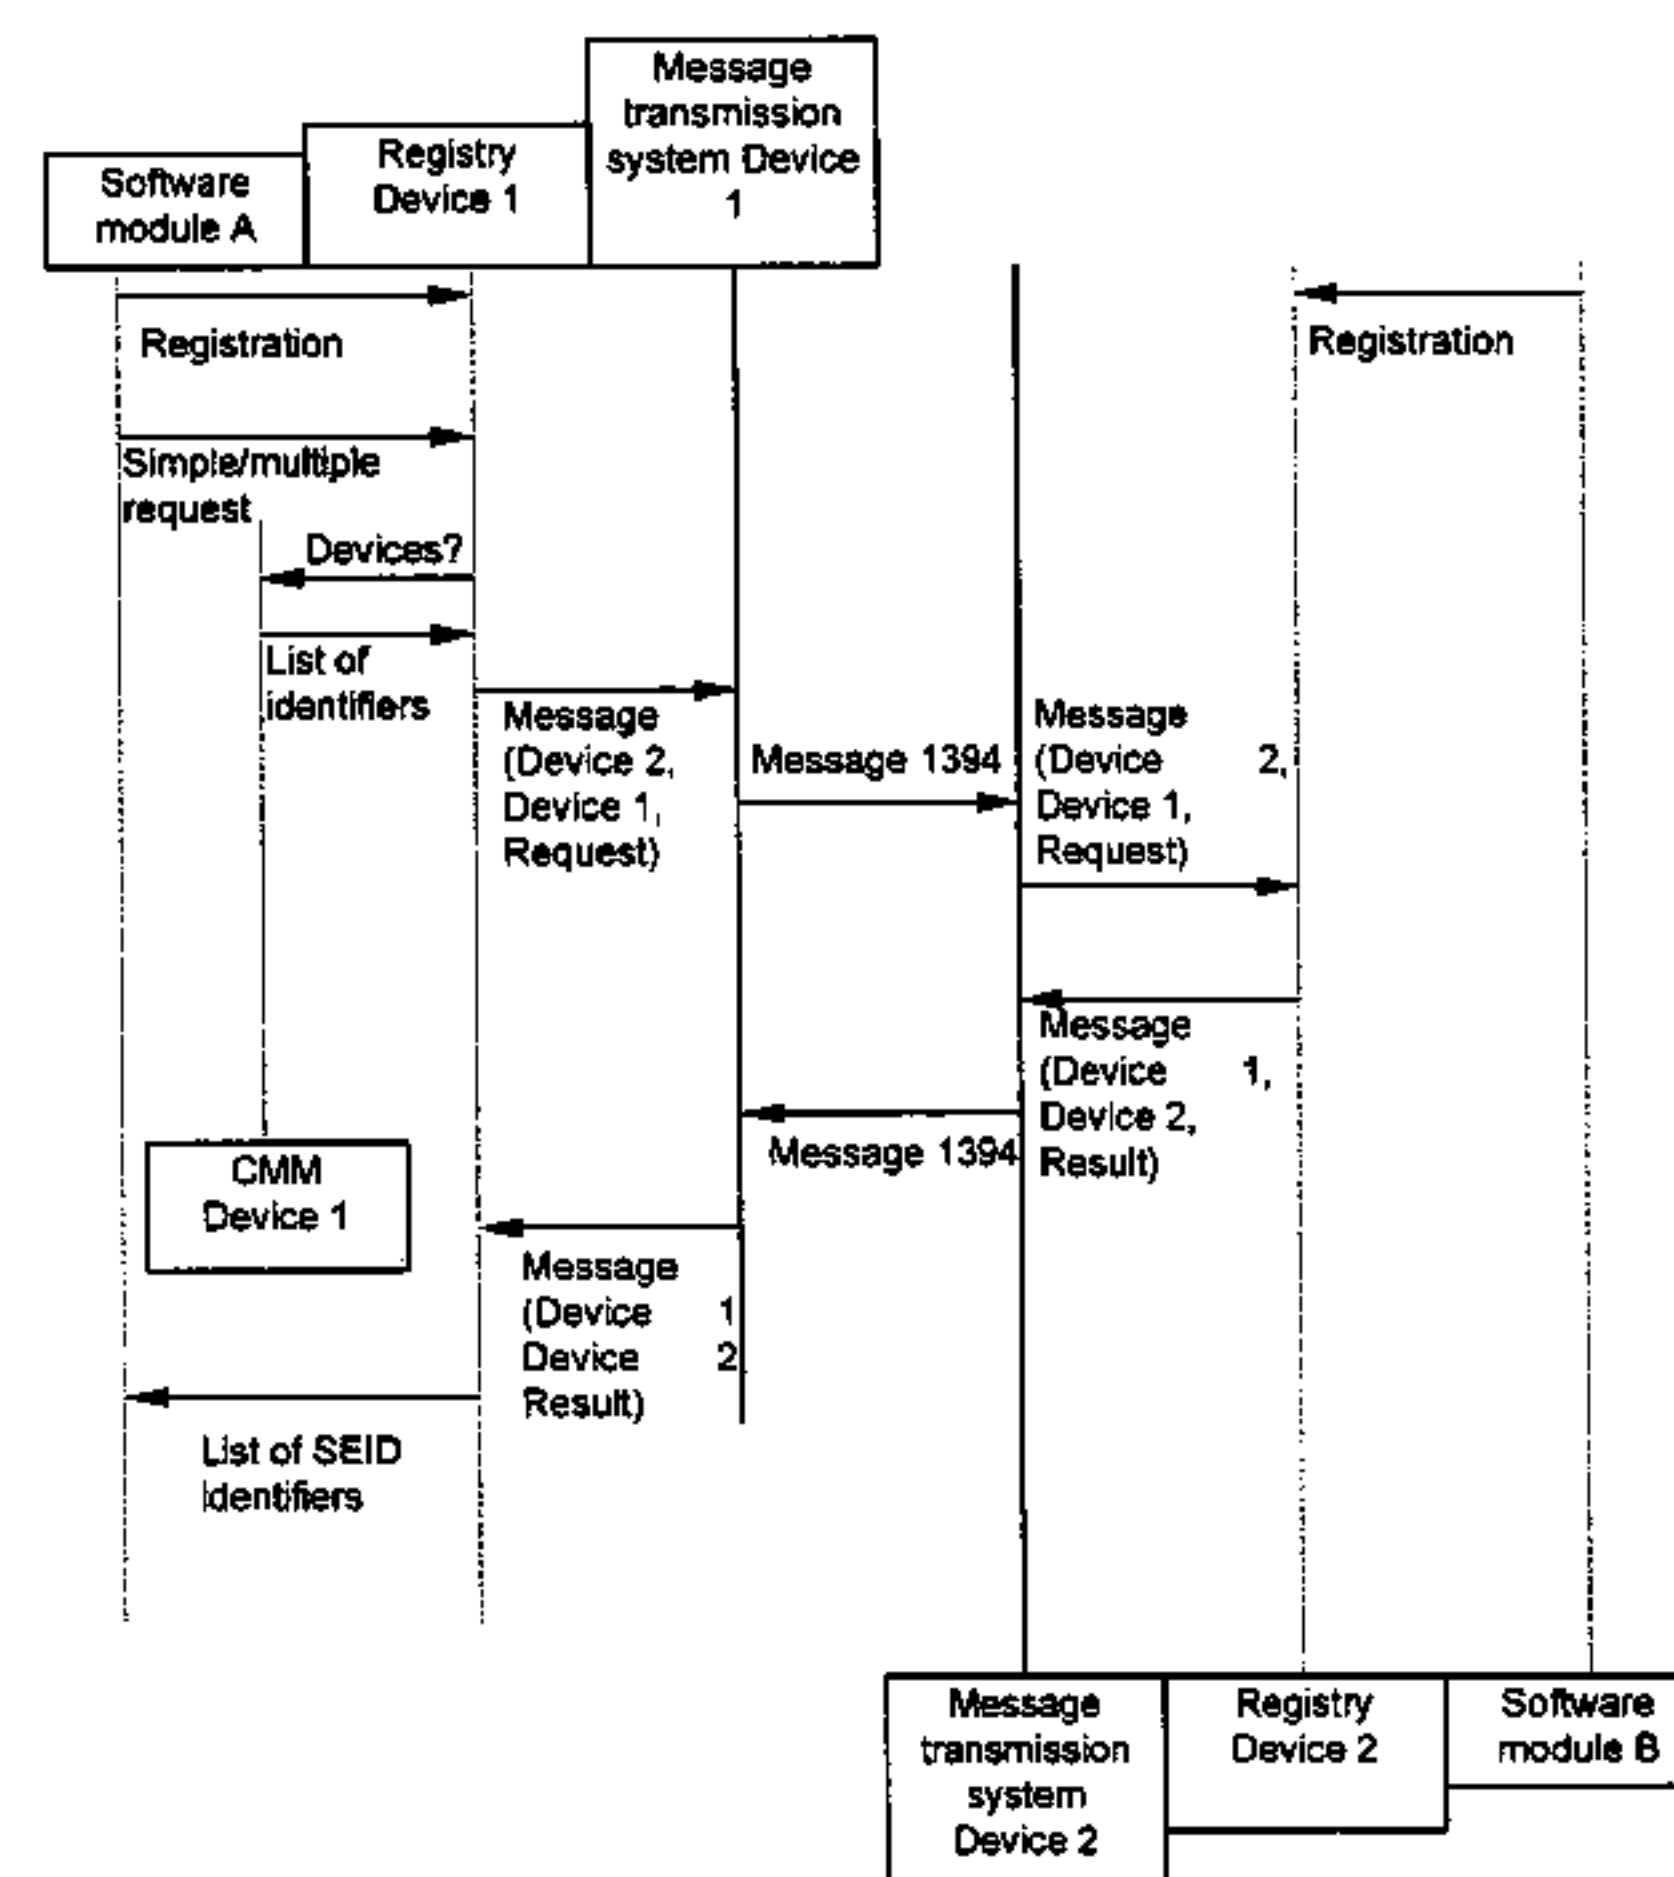 Message
transmission
system Device
1
Registry
Device 1
Software
module A
Registration
Registration
Simple/multiple
request
Devices?
List of
identifiers
Message
(Device 2,
Device 1,
Request)
Message 1394
Message
(Device 2,
Device 1,
Request)
Message
(Device 1,
Device 2,
Result)
Message 1394
CMM
Device 1
Message
(Device 1
Device 2
Result)
List of SEID
identifiers
Message
transmission
system
Device 2
Registry
Device 2
Software
module B